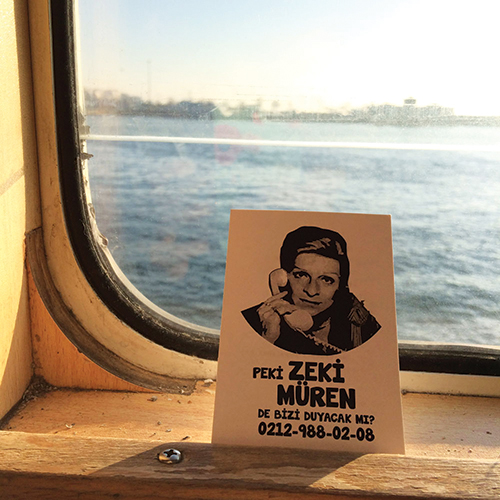 PEKİ ZEKİ
MÜREN
DE BİZİ DUYACAK MI?
0212-988-02-08